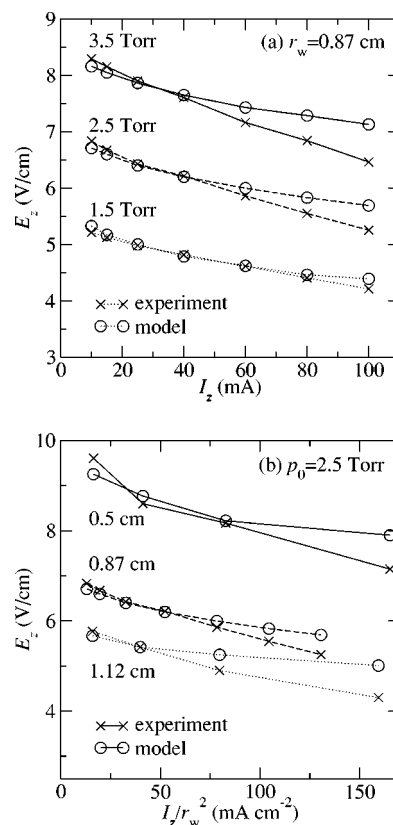 9
(a) r_w=0.87 cm
3.5 Torr
8
7
2.5 Torr
6
E_z (V/cm)
1.5 Torr
5
4
experiment
model
3
0 20 40 60 80 100
I_z (mA)
10
(b) p_0=2.5 Torr
0.5 cm
8
0.87 cm
E_z (V/cm)
6
1.12 cm
4
experiment
model
0 50 100 150
I_z/r_w^2 (mA cm^-2)